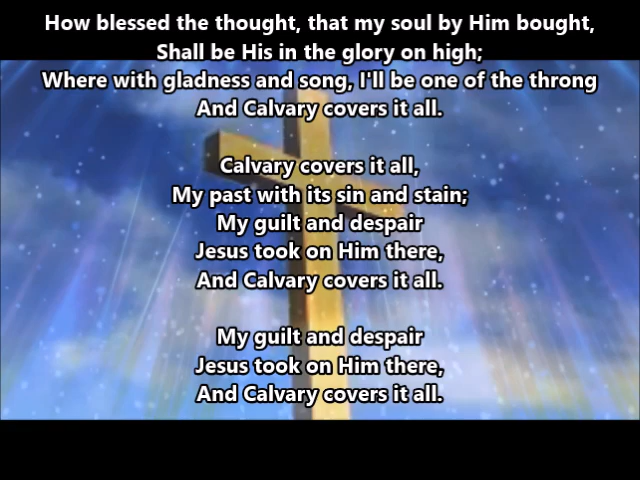 How blessed the thought, that my soul by Him bought,
Shall be His in the glory on high;
Where with gladness and song, I'll be one of the throng
And Calvary covers it all.
Calvary covers it all,
My past with its sin and stain;
My guilt and despair
Jesus took on Him there,
And Calvary covers it all.
My guilt and despair
Jesus took on Him there,
And Calvary covers it all.